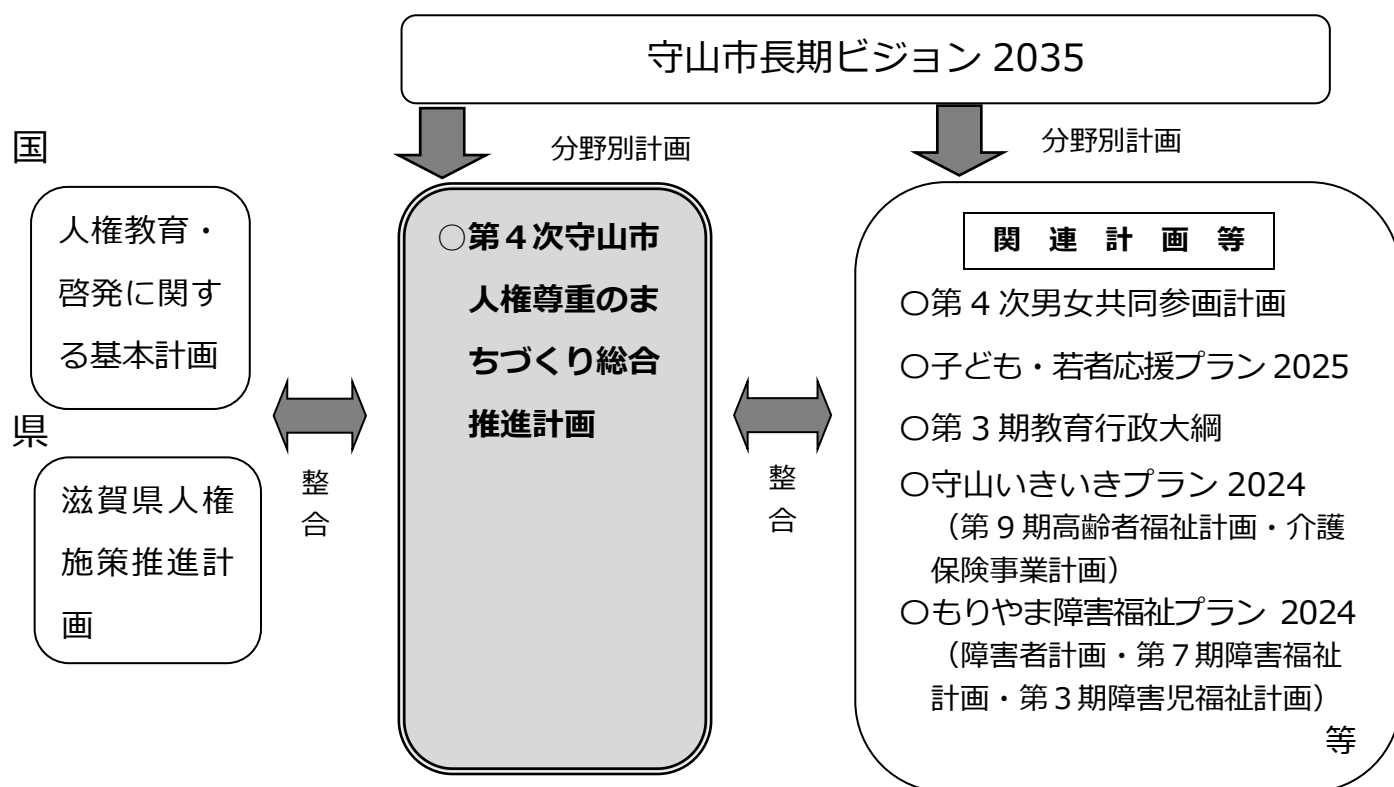 守山市長期ビジョン 2035
分野別計画
分野別計画
国
人権教育・
啓発に関す
る基本計画
県
滋賀県人権
施策推進計
画
整
合
○第４次守山市
人権尊重のま
ちづくり総合
推進計画
整
合
関 連 計 画 等
〇第４次男女共同参画計画
〇子ども・若者応援プラン 2025
〇第３期教育行政大綱
〇守山いきいきプラン 2024
（第９期高齢者福祉計画・介護
保険事業計画）
〇もりやま障害福祉プラン 2024
（障害者計画・第７期障害福祉
計画・第３期障害児福祉計画）
等